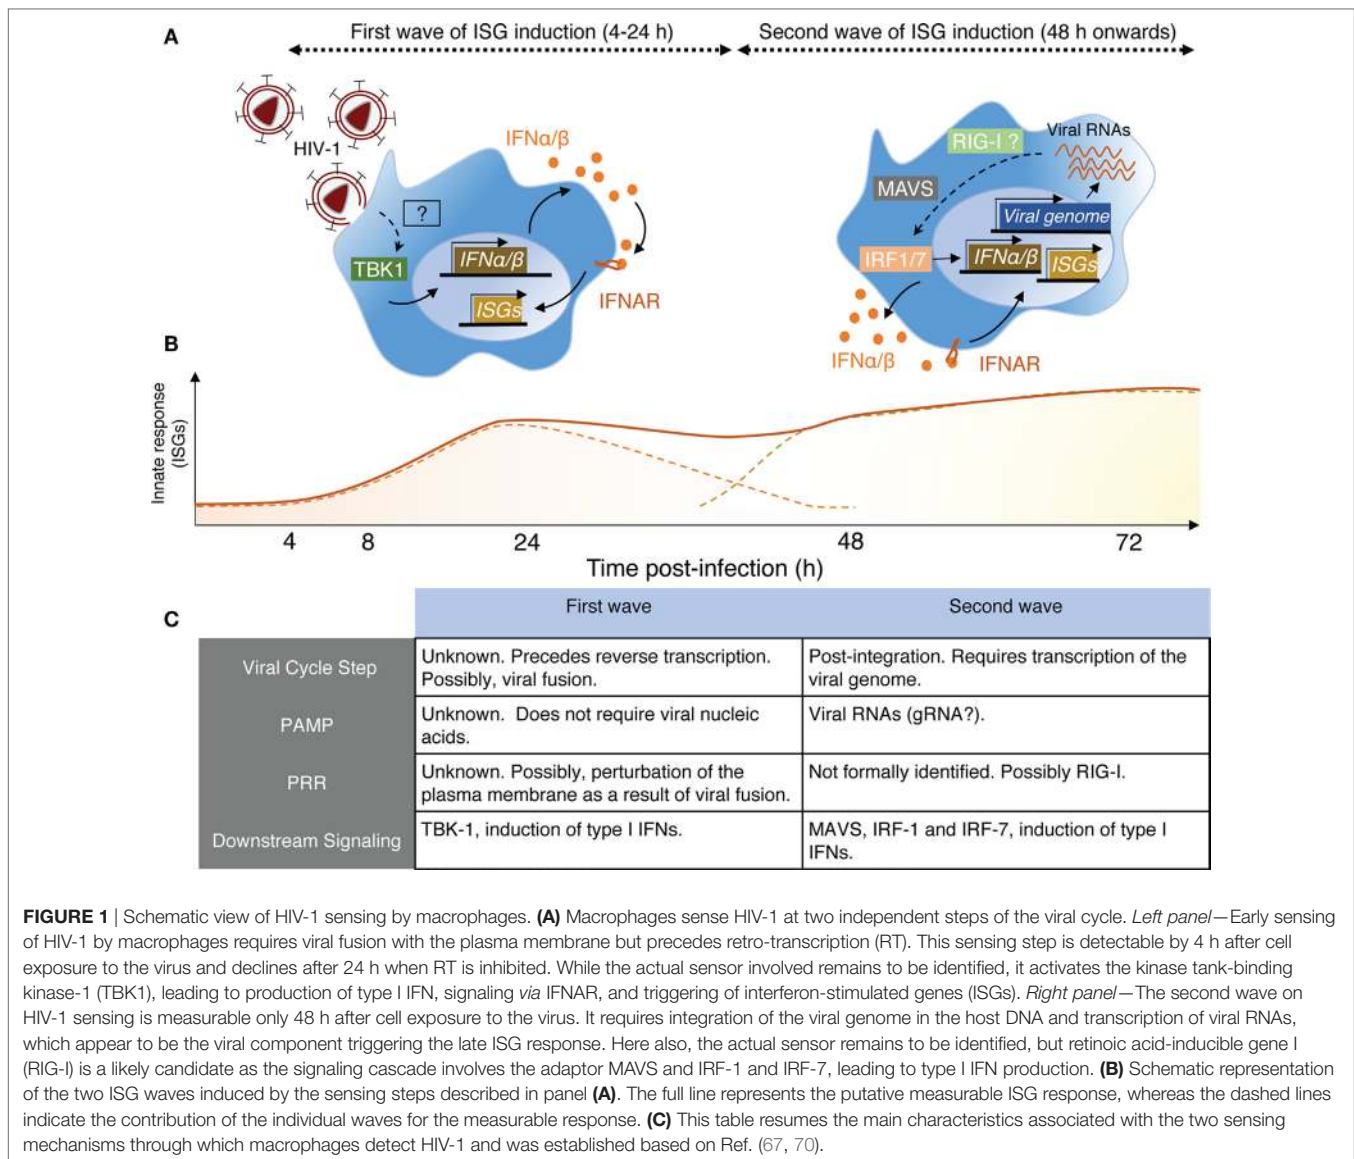 A
First wave of ISG induction (4-24 h)
Second wave of ISG induction (48 h onwards)
HIV-1
?
TBK1
IFNα/β
ISGs
IFNα/β
IFNAR
RIG-I ?
Viral RNAs
MAVS
Viral genome
IRF1/7
IFNα/β
ISGs
IFNα/β
IFNAR
B
Innate response
(ISGs)
4
8
24
48
72
Time post-infection (h)
C
First wave
Second wave
Viral Cycle Step
Unknown. Precedes reverse transcription.
Possibly, viral fusion.
Post-integration. Requires transcription of the
viral genome.
PAMP
Unknown. Does not require viral nucleic
acids.
Viral RNAs (gRNA?).
PRR
Unknown. Possibly, perturbation of the
plasma membrane as a result of viral fusion.
Not formally identified. Possibly RIG-I.
Downstream Signaling
TBK-1, induction of type I IFNs.
MAVS, IRF-1 and IRF-7, induction of type I
IFNs.
FIGURE 1 | Schematic view of HIV-1 sensing by macrophages. (A) Macrophages sense HIV-1 at two independent steps of the viral cycle. Left panel—Early sensing
of HIV-1 by macrophages requires viral fusion with the plasma membrane but precedes retro-transcription (RT). This sensing step is detectable by 4 h after cell
exposure to the virus and declines after 24 h when RT is inhibited. While the actual sensor involved remains to be identified, it activates the kinase tank-binding
kinase-1 (TBK1), leading to production of type I IFN, signaling via IFNAR, and triggering of interferon-stimulated genes (ISGs). Right panel—The second wave on
HIV-1 sensing is measurable only 48 h after cell exposure to the virus. It requires integration of the viral genome in the host DNA and transcription of viral RNAs,
which appear to be the viral component triggering the late ISG response. Here also, the actual sensor remains to be identified, but retinoic acid-inducible gene I
(RIG-I) is a likely candidate as the signaling cascade involves the adaptor MAVS and IRF-1 and IRF-7, leading to type I IFN production. (B) Schematic representation
of the two ISG waves induced by the sensing steps described in panel (A). The full line represents the putative measurable ISG response, whereas the dashed lines
indicate the contribution of the individual waves for the measurable response. (C) This table resumes the main characteristics associated with the two sensing
mechanisms through which macrophages detect HIV-1 and was established based on Ref. (67, 70).